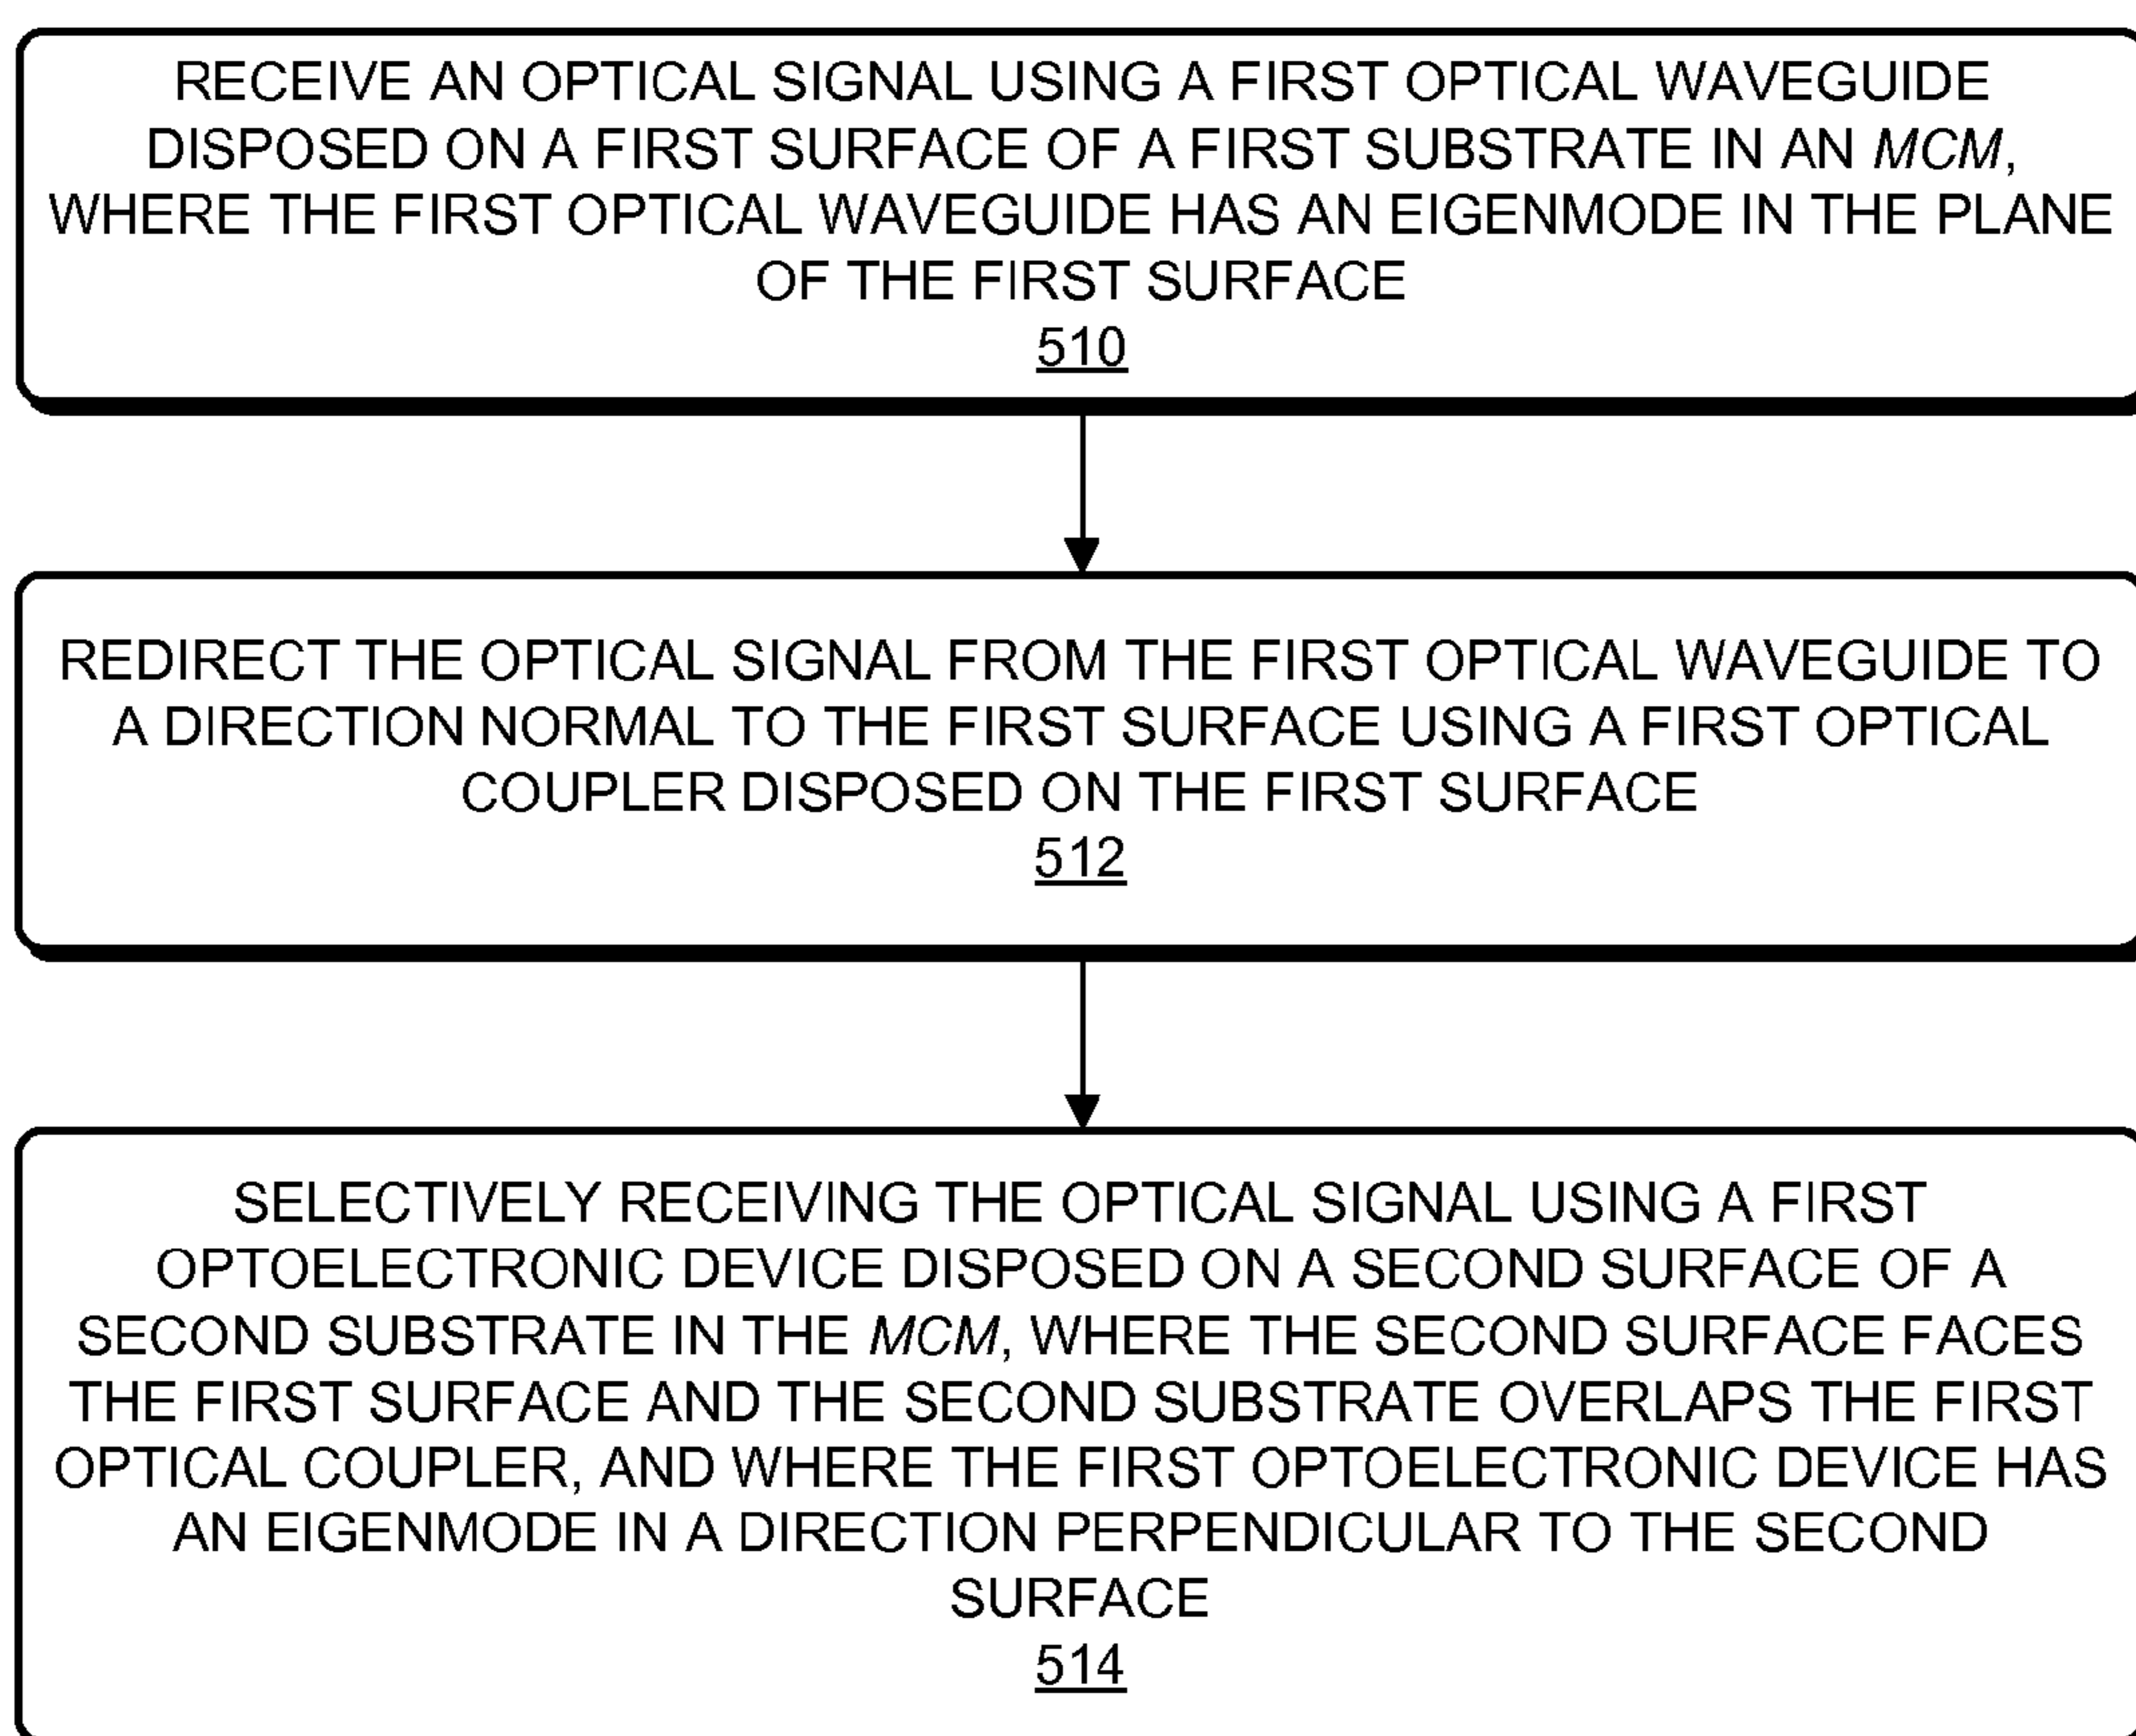 RECEIVE AN OPTICAL SIGNAL USING A FIRST OPTICAL WAVEGUIDE
DISPOSED ON A FIRST SURFACE OF A FIRST SUBSTRATE IN AN MCM,
WHERE THE FIRST OPTICAL WAVEGUIDE HAS AN EIGENMODE IN THE PLANE
OF THE FIRST SURFACE
510
REDIRECT THE OPTICAL SIGNAL FROM THE FIRST OPTICAL WAVEGUIDE TO
A DIRECTION NORMAL TO THE FIRST SURFACE USING A FIRST OPTICAL
COUPLER DISPOSED ON THE FIRST SURFACE
512
SELECTIVELY RECEIVING THE OPTICAL SIGNAL USING A FIRST
OPTOELECTRONIC DEVICE DISPOSED ON A SECOND SURFACE OF A
SECOND SUBSTRATE IN THE MCM, WHERE THE SECOND SURFACE FACES
THE FIRST SURFACE AND THE SECOND SUBSTRATE OVERLAPS THE FIRST
OPTICAL COUPLER, AND WHERE THE FIRST OPTOELECTRONIC DEVICE HAS
AN EIGENMODE IN A DIRECTION PERPENDICULAR TO THE SECOND
SURFACE
514